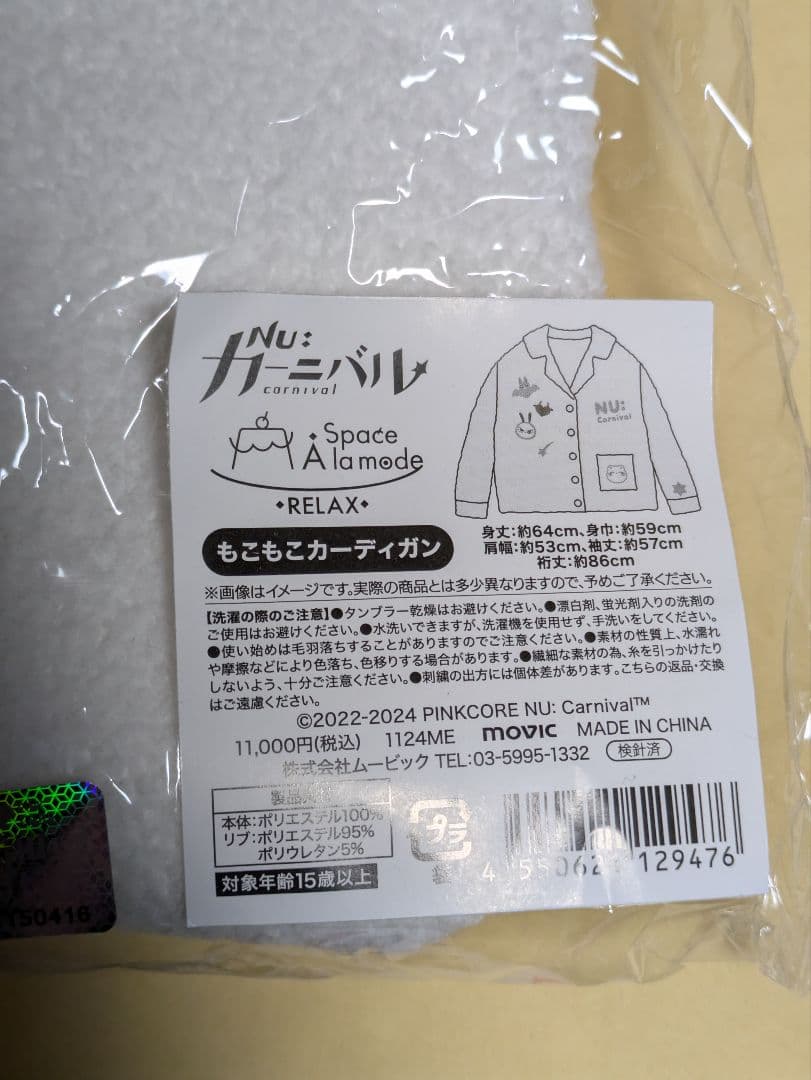 NU:
カーニバル
carnival
Space
À la mode
◆RELAX◆
もこもこカーディガン
NU:
Carnival
身丈:約64cm、身巾:約59cm
肩幅:約53cm、袖丈:約57cm
裄丈:約86cm
※画像はイメージです。実際の商品とは多少異なりますので、予めご了承ください。
【洗濯の際のご注意】●タンブラー乾燥はお避けください。●漂白剤、蛍光剤入りの洗剤の
ご使用はお避けください。●水洗いできますが、洗濯機を使用せず、手洗いをしてください。
●使い始めは毛羽落ちすることがありますのでご注意ください。●素材の性質上、水濡れ
や摩擦などにより色落ち、色移りする場合があります。●繊細な素材の為、糸を引っかけたり
しないよう、十分ご注意ください。●刺繍の出方には個体差があります。こちらの返品・交換
はご遠慮ください。
©2022-2024 PINKCORE NU: Carnival™
11,000円(税込) 1124ME movic MADE IN CHINA
株式会社ムービック TEL:03-5995-1332 検針済
本体:ポリエステル100%
リブ:ポリエステル95%
ポリウレタン5%
対象年齢15歳以上
プラ
129476
150416